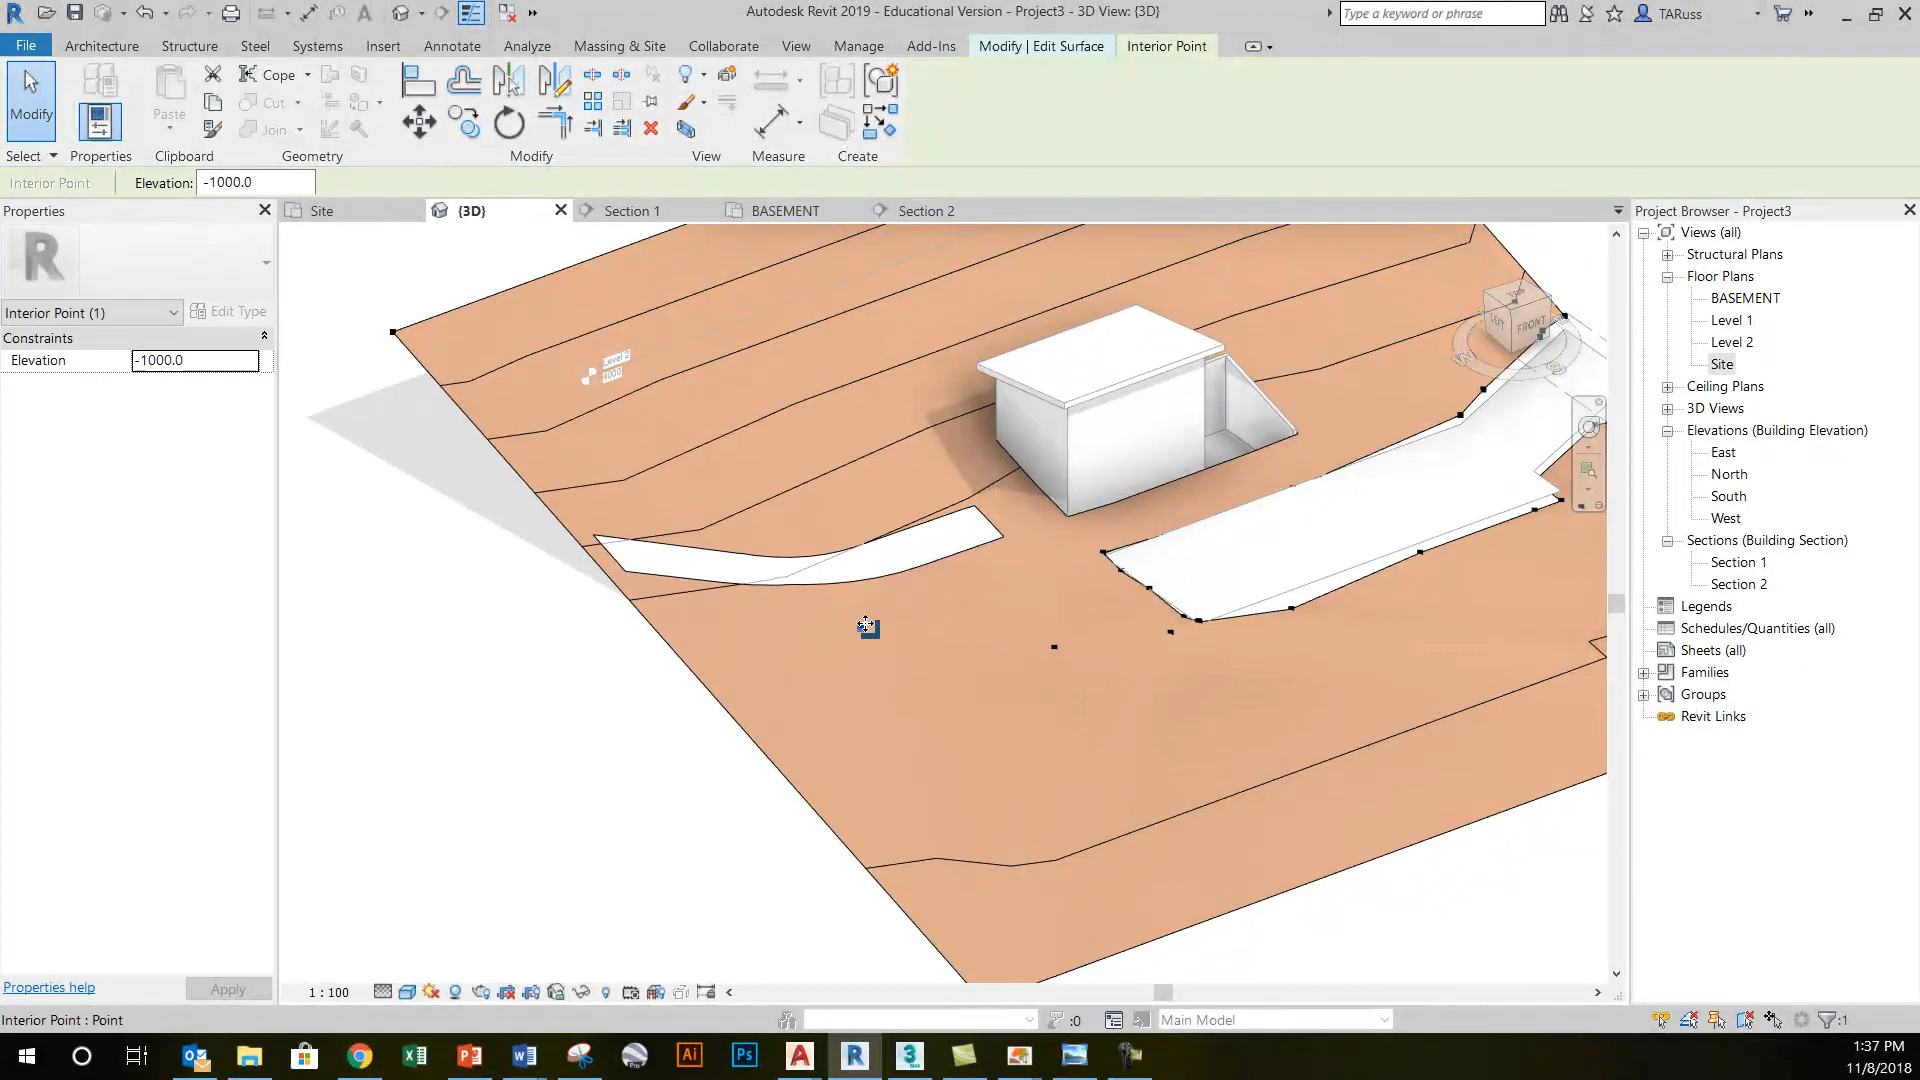 Autodesk Revit 2019 - Educational Version - Project3 - 3D View: {3D}
Type a keyword or phrase
TARuss
File
Architecture
Structure
Steel
Systems
Insert
Annotate
Analyze
Massing & Site
Collaborate
View
Manage
Add-Ins
Modify | Edit Surface
Interior Point
Modify
Paste
Cope
Cut
Join
Select
Properties
Clipboard
Geometry
Modify
View
Measure
Create
Interior Point
Elevation: -1000.0
Properties
Site
{3D}
Section 1
BASEMENT
Section 2
Project Browser - Project3
Interior Point (1)
Edit Type
Constraints
Elevation
-1000.0
Level 2
4000
TOP
LEFT
FRONT
W
Views (all)
Structural Plans
Floor Plans
BASEMENT
Level 1
Level 2
Site
Ceiling Plans
3D Views
Elevations (Building Elevation)
East
North
South
West
Sections (Building Section)
Section 1
Section 2
Legends
Schedules/Quantities (all)
Sheets (all)
Families
Groups
Revit Links
Properties help
Apply
1 : 100
Interior Point : Point
:0
Main Model
:1
1:37 PM
11/8/2018